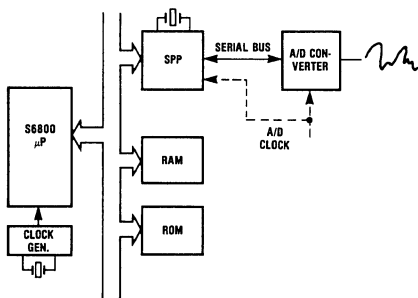 SPP
SERIAL BUS
A/D CON-
VERTER
A/D
CLOCK
S6800
μP
RAM
CLOCK
GEN.
ROM